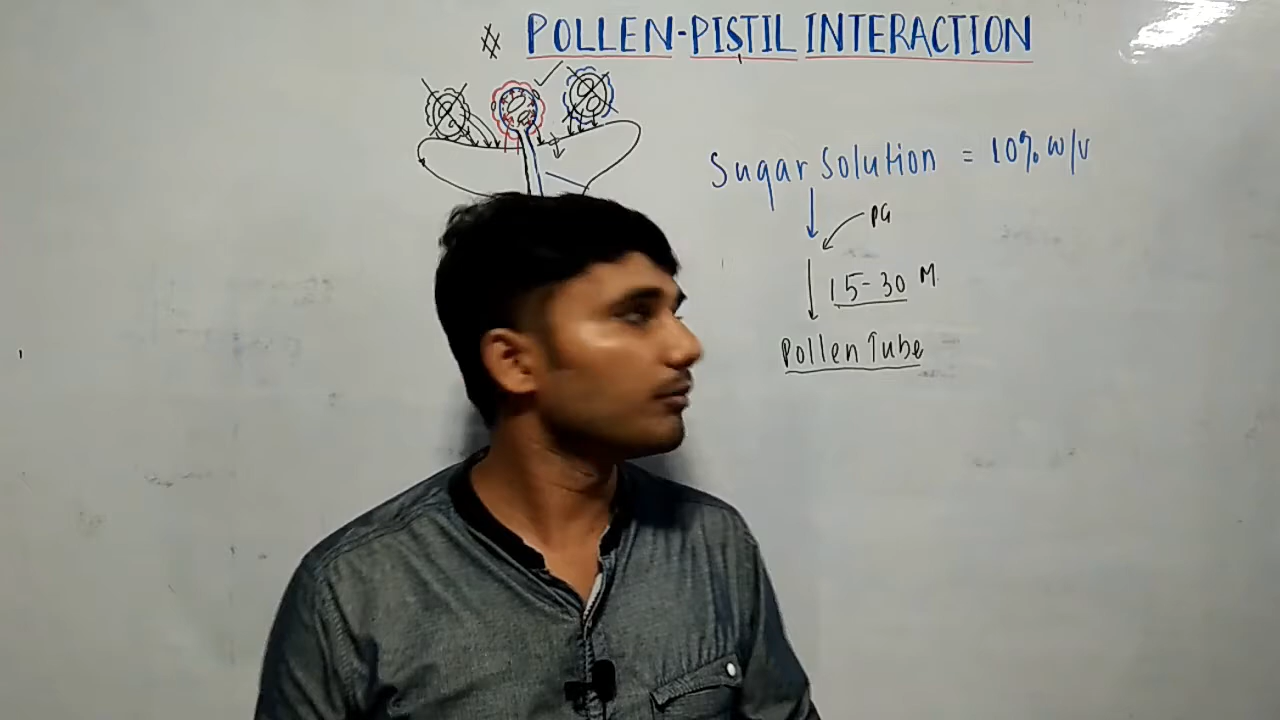 * POLLEN-PISTIL INTERACTION
Sugar Solution = 10% w/v
PG
15-30 M.
Pollen Tube